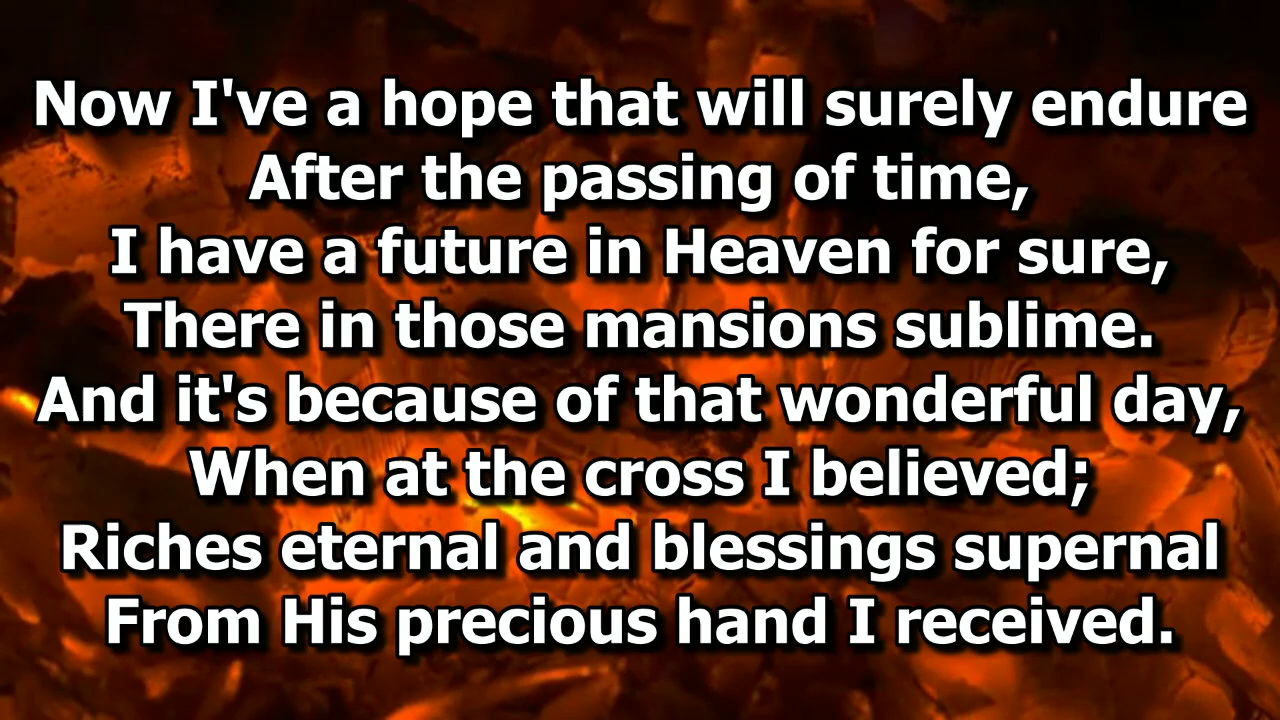 Now I've a hope that will surely endure
After the passing of time,
I have a future in Heaven for sure,
There in those mansions sublime.
And it's because of that wonderful day,
When at the cross I believed;
Riches eternal and blessings supernal
From His precious hand I received.